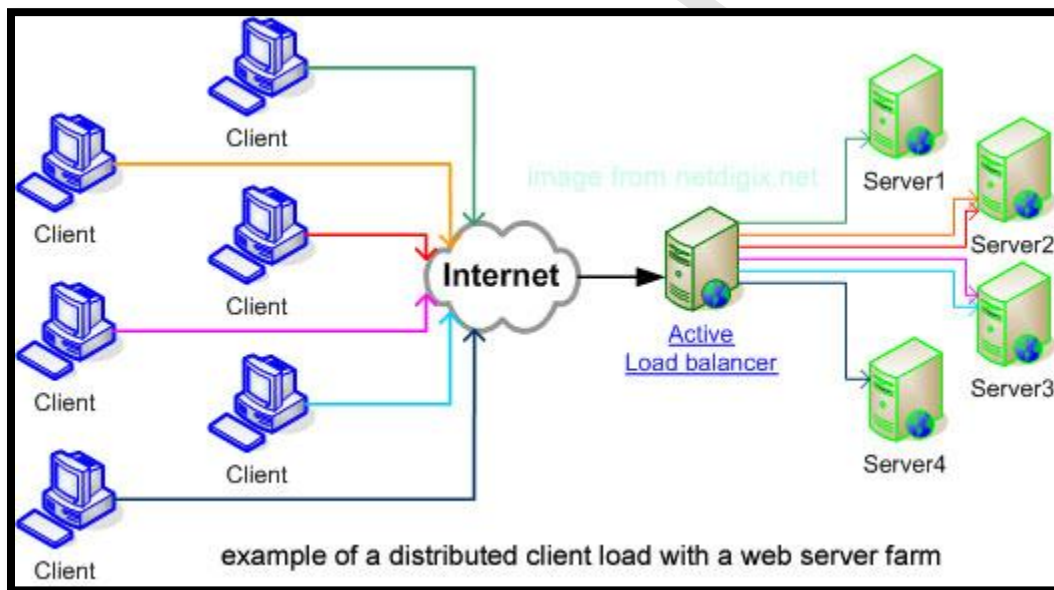 Client
Client
Client
Client
Client
Client
Internet
image from netdigix.net
Active
Load balancer
Server1
Server2
Server3
Server4
example of a distributed client load with a web server farm